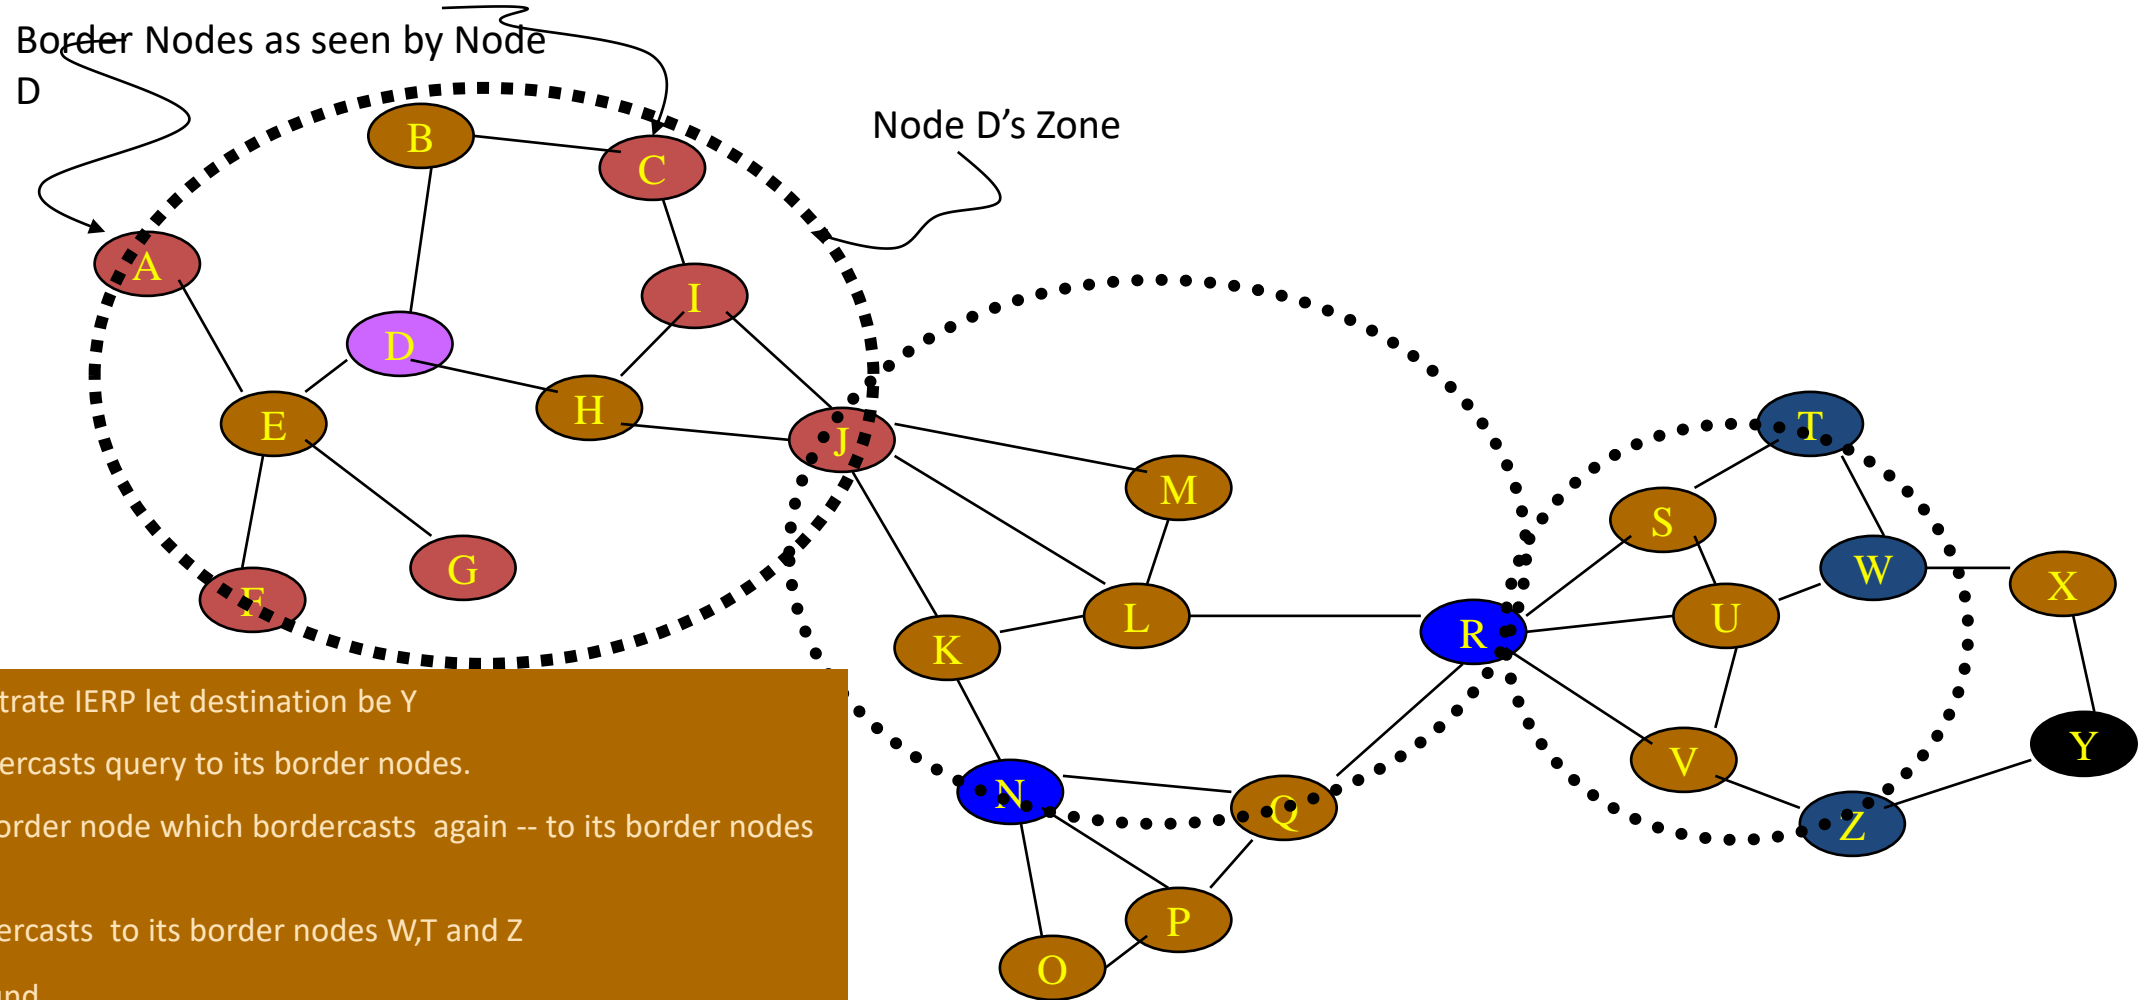 Border Nodes as seen by Node
D
Node D’s Zone
B
C
A
I
D
E
H
J
T
M
S
W
X
F
G
L
U
R
K
Y
V
N
Q
Z
P
O
trate IERP let destination be Y
ercasts query to its border nodes.
order node which bordercasts again -- to its border nodes
ercasts to its border nodes W,T and Z
und